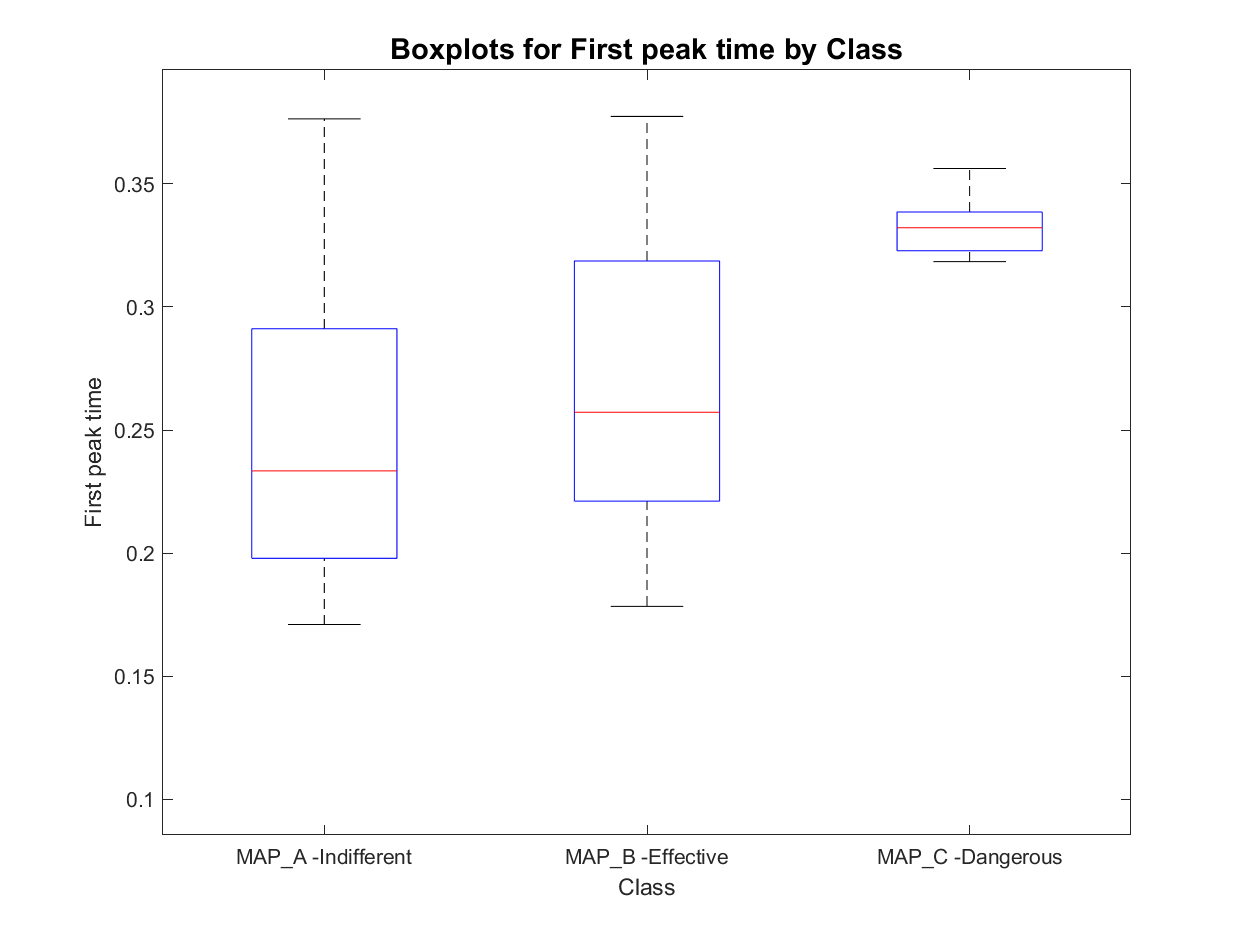 Boxplots for First peak time by Class
First peak time
0.35
0.3
0.25
0.2
0.15
0.1
MAP_A -Indifferent
MAP_B -Effective
MAP_C -Dangerous
Class